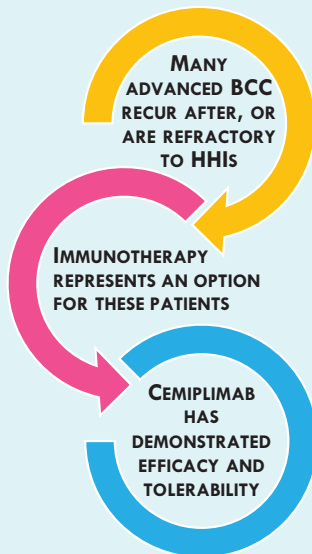 MANY
ADVANCED BCC
RECUR AFTER, OR
ARE REFRACTORY
TO HHIS
IMMUNOTHERAPY
REPRESENTS AN OPTION
FOR THESE PATIENTS
CEMIPLIMAB
HAS
DEMONSTRATED
EFFICACY AND
TOLERABILITY